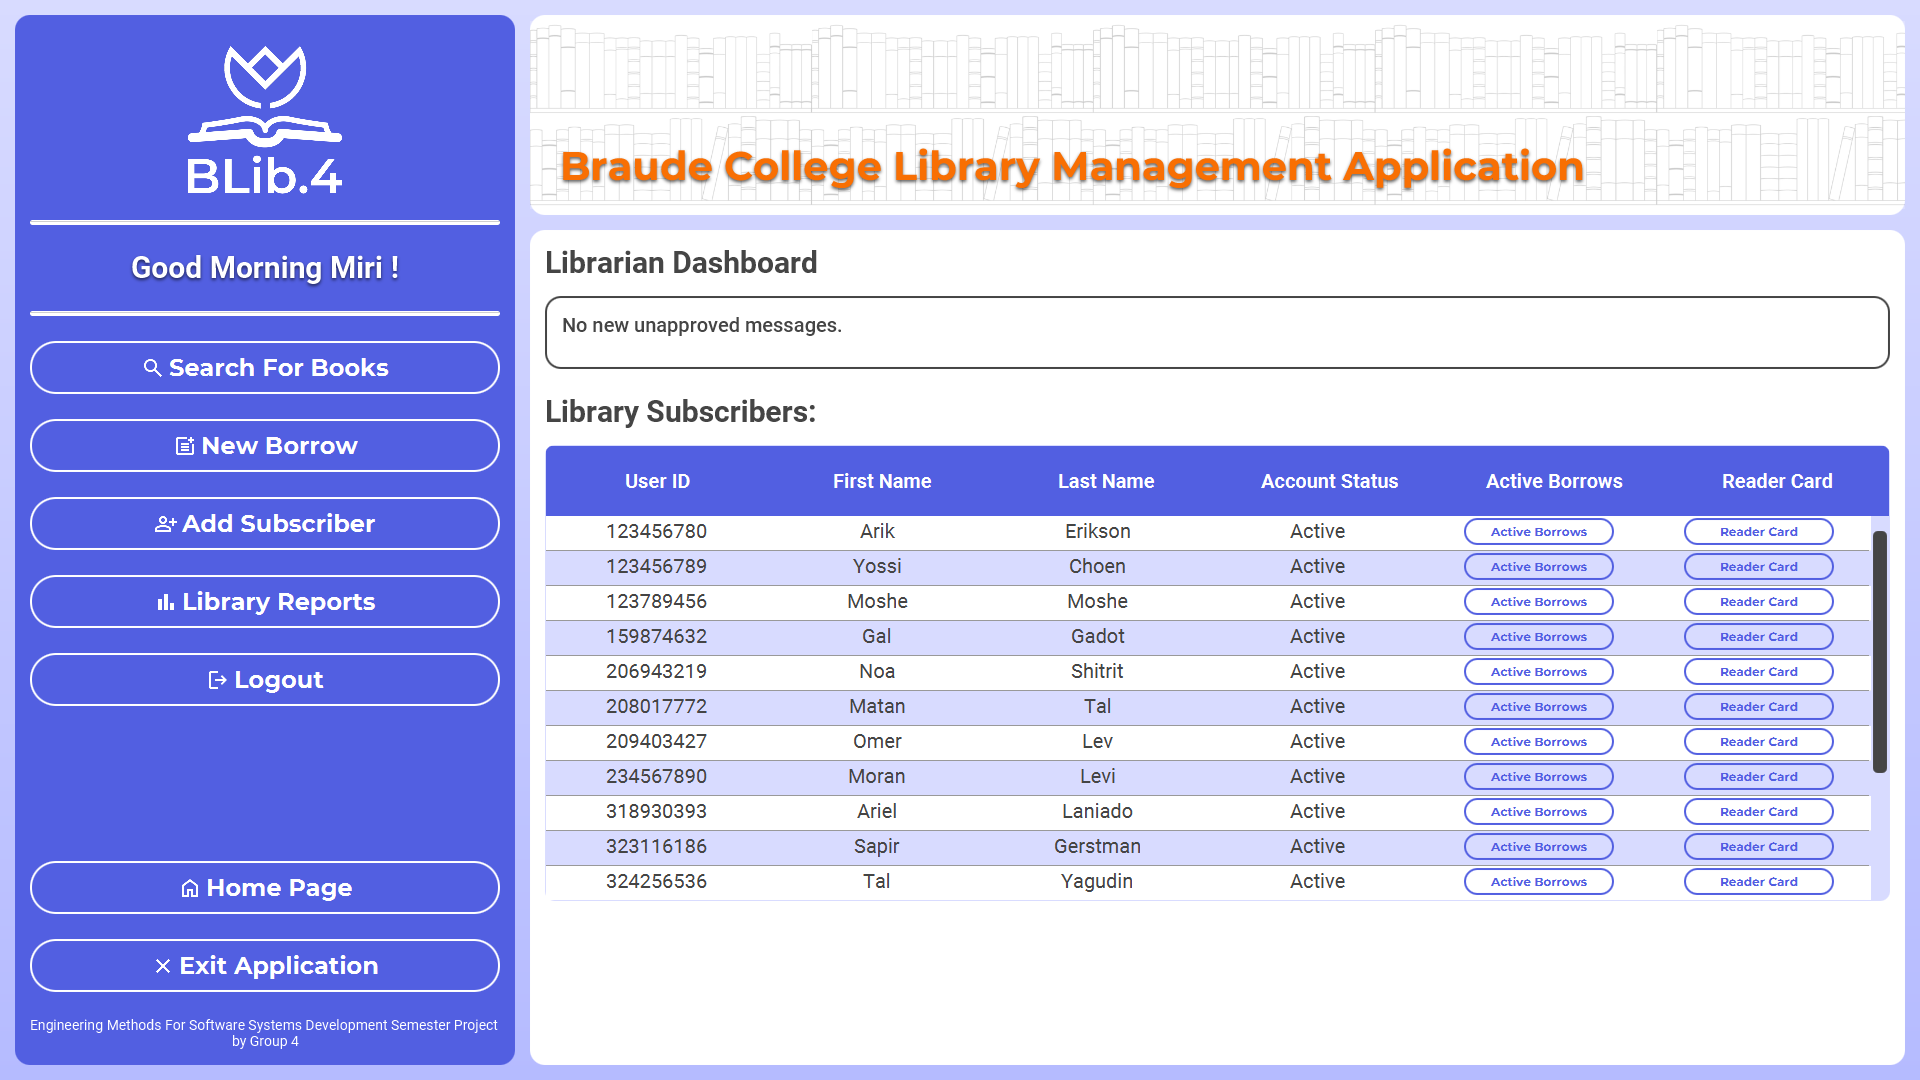 BLib.4
Good Morning Miri !
Search For Books
New Borrow
Add Subscriber
Library Reports
Logout
Home Page
Exit Application
Engineering Methods For Software Systems Development Semester Project
by Group 4
Braude College Library Management Application
Librarian Dashboard
No new unapproved messages.
Library Subscribers:
User ID First Name Last Name Account Status Active Borrows Reader Card
123456780 Arik Erikson Active Active Borrows Reader Card
123456789 Yossi Choen Active Active Borrows Reader Card
123789456 Moshe Moshe Active Active Borrows Reader Card
159874632 Gal Gadot Active Active Borrows Reader Card
206943219 Noa Shitrit Active Active Borrows Reader Card
208017772 Matan Tal Active Active Borrows Reader Card
209403427 Omer Lev Active Active Borrows Reader Card
234567890 Moran Levi Active Active Borrows Reader Card
318930393 Ariel Laniado Active Active Borrows Reader Card
323116186 Sapir Gerstman Active Active Borrows Reader Card
324256536 Tal Yagudin Active Active Borrows Reader Card